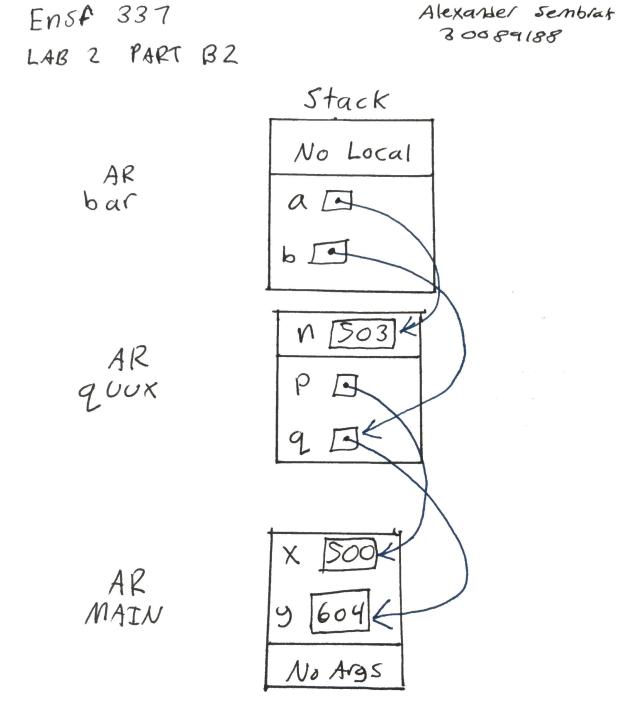 Ensf 337
Alexander Sembrat
30089188
LAB 2 PART B2
Stack
No Local
AR
bar
a
b
n 503
AR
quux
p
q
x 500
AR
MAIN
y 604
No Args